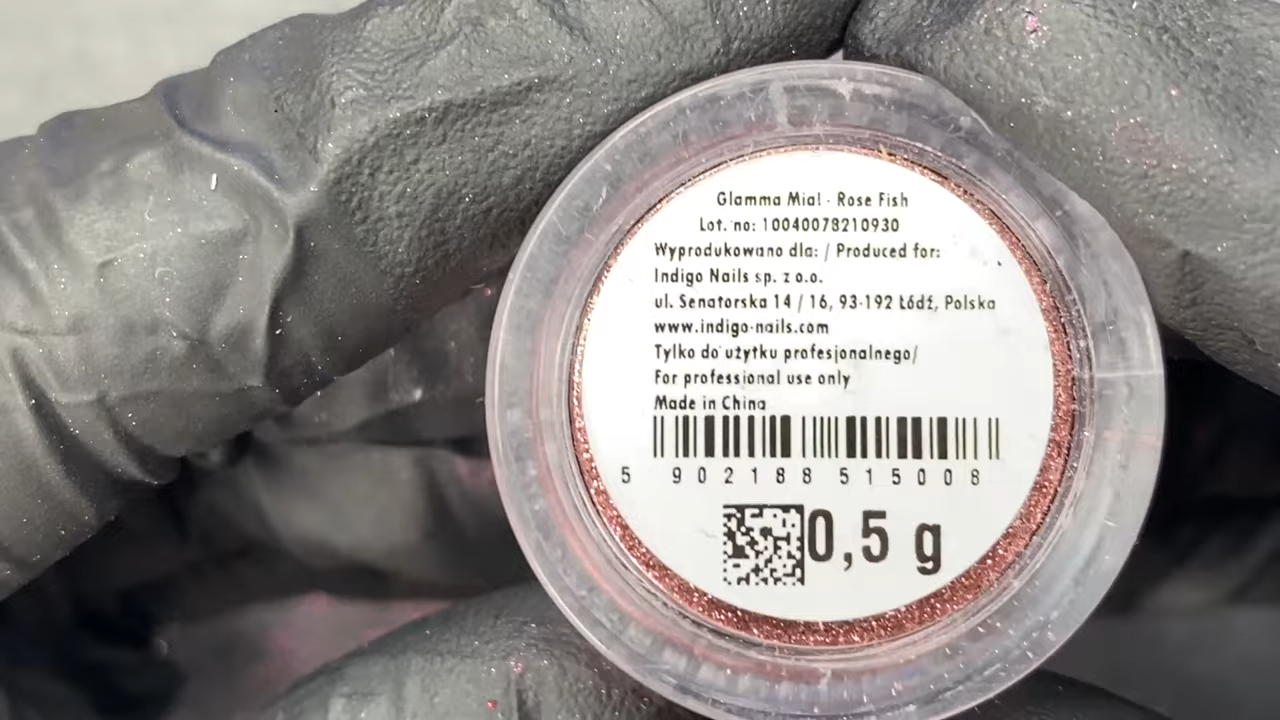 Glamma Mia! - Rose Fish
Lot. no: 10040078210930
Wyprodukowano dla: / Produced for:
Indigo Nails sp. z o.o.
ul. Senatorska 14 / 16, 93-192 Łódź, Polska
www.indigo-nails.com
Tylko do użytku profesjonalnego/
For professional use only
Made in China
5 902188 515008
0,5 g